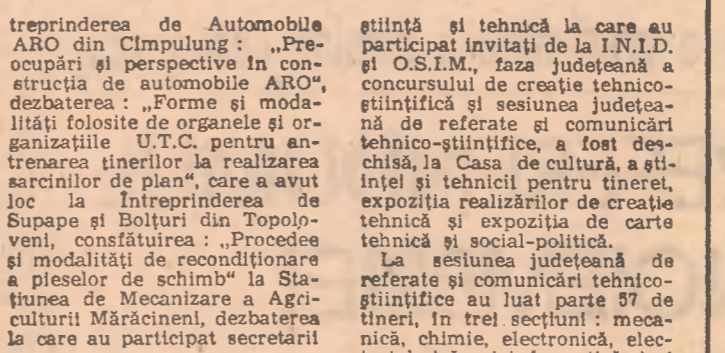 treprinderea de Automobile
ARO din Cîmpulung : „Pre-
ocupări și perspective în con-
strucția de automobile ARO“,
dezbaterea : „Forme și moda-
lități folosite de organele și or-
ganizațiile U.T.C. pentru an-
trenarea tinerilor la realizarea
sarcinilor de plan“, care a avut
loc la Întreprinderea de
Supape și Bolțuri din Topolo-
veni, consfătuirea : „Procedee
și modalități de recondiționare
a pieselor de schimb“ la Sta-
țiunea de Mecanizare a Agri-
culturii Mărăcineni, dezbaterea
la care au participat secretarii
știință și tehnică la care au
participat invitați de la I.N.I.D.
și O.S.I.M., faza județeană a
concursului de creație tehnico-
științifică și sesiunea județea-
nă de referate și comunicări
tehnico-științifice, a fost des-
chisă, la Casa de cultură, a ști-
inței și tehnicii pentru tineret,
expoziția realizărilor de creație
tehnică și expoziția de carte
tehnică și social-politică.
La sesiunea județeană de
referate și comunicări tehnico-
științifice au luat parte 57 de
tineri, în trei secțiuni : meca-
nică, chimie, electronică, elec-